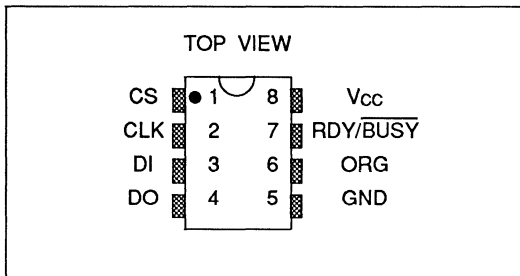 TOP VIEW
CS 1 8 Vcc
CLK 2 7 RDY/BUSY
DI 3 6 ORG
DO 4 5 GND